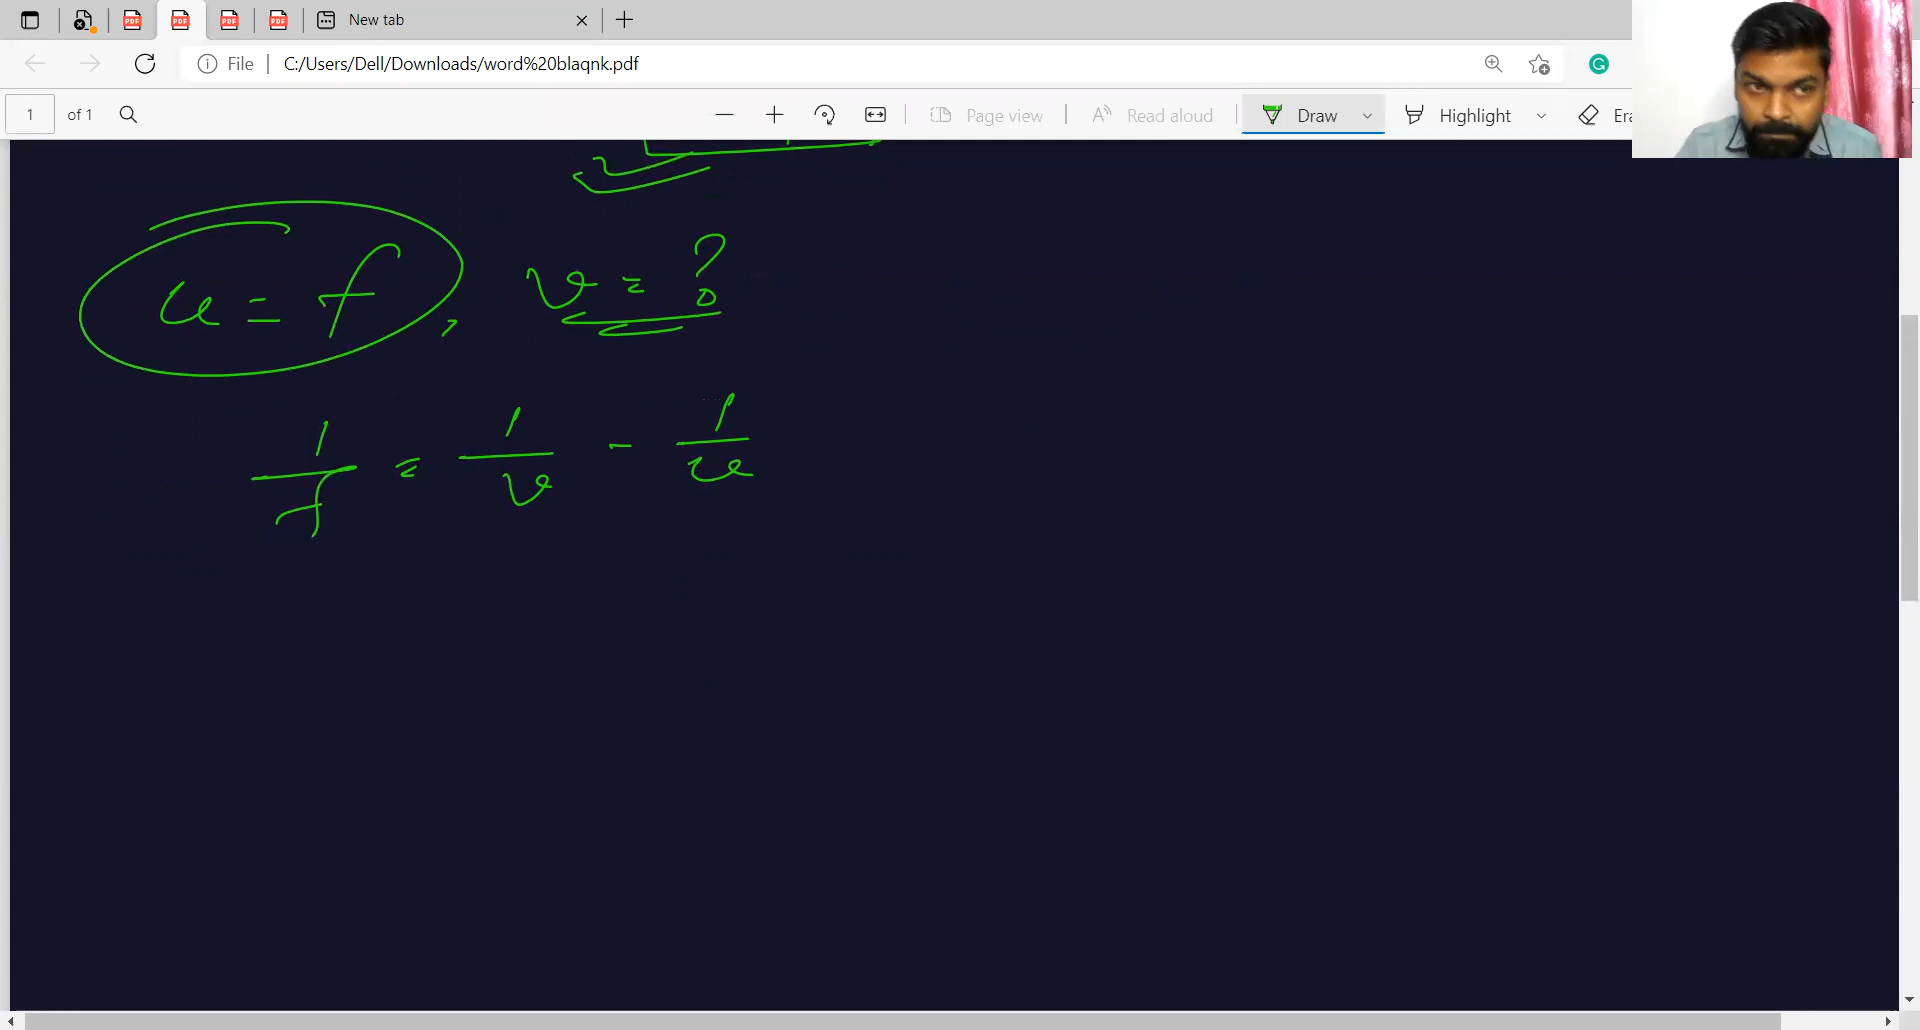 New tab
File C:/Users/Dell/Downloads/word%20blaqnk.pdf
1 of 1 Page view Read aloud Draw Highlight Era
u = f, v = ?
1/f = 1/v - 1/u